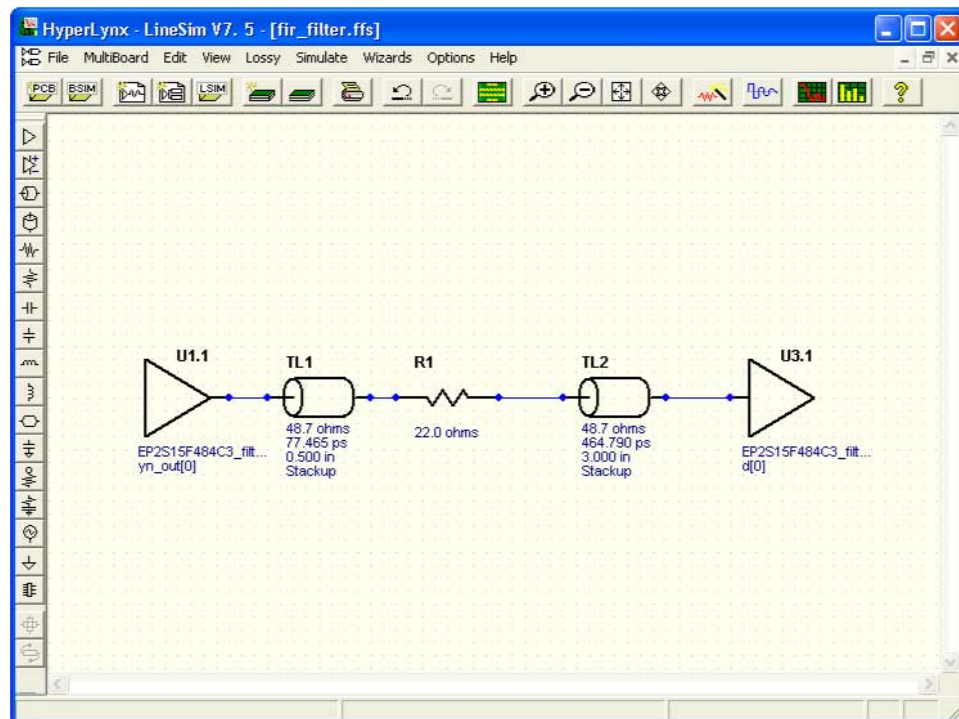 HyperLynx - LineSim V7. 5 - [fir_filter.ffs]
File MultiBoard Edit View Lossy Simulate Wizards Options Help
PCB BSIM LSIM
U1.1 TL1 R1 TL2 U3.1
48.7 ohms 22.0 ohms 48.7 ohms
77.465 ps 464.790 ps
EP2S15F484C3_filt... 0.500 in 3.000 in EP2S15F484C3_filt...
yn_out[0] Stackup Stackup d[0]